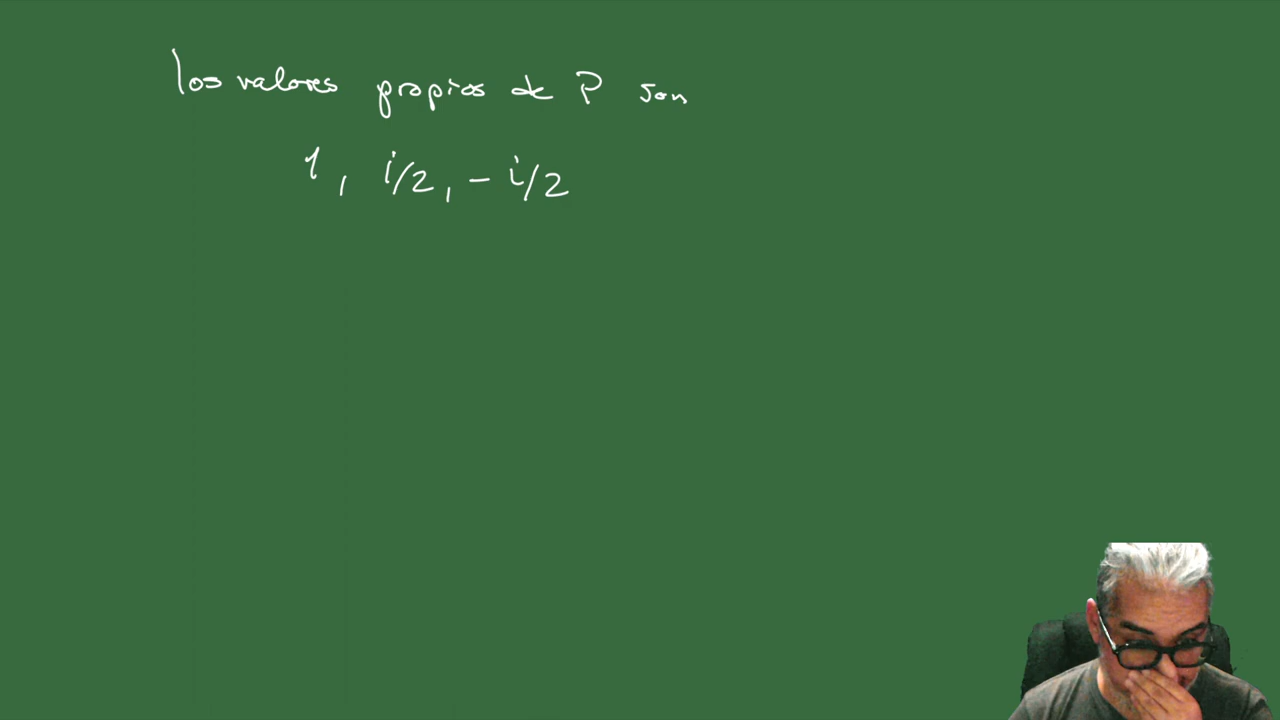 los valores propios de P son
1, i/2, - i/2